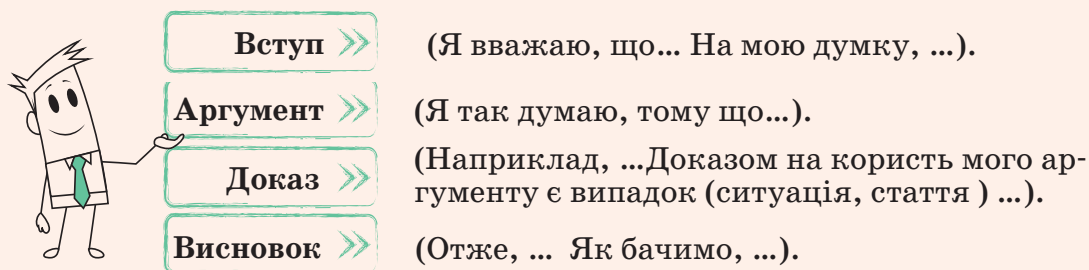 Вступ (Я вважаю, що... На мою думку, ...).
Аргумент (Я так думаю, тому що...).
Доказ (Наприклад, ...Доказом на користь мого ар-
гументу є випадок (ситуація, стаття ) ...).
Висновок (Отже, ... Як бачимо, ...).